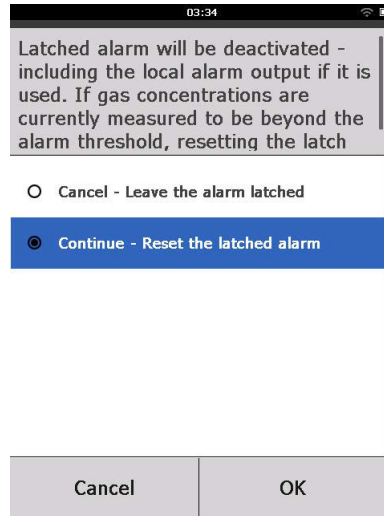 03:34
Latched alarm will be deactivated -
including the local alarm output if it is
used. If gas concentrations are
currently measured to be beyond the
alarm threshold, resetting the latch
Cancel - Leave the alarm latched
Continue - Reset the latched alarm
Cancel OK